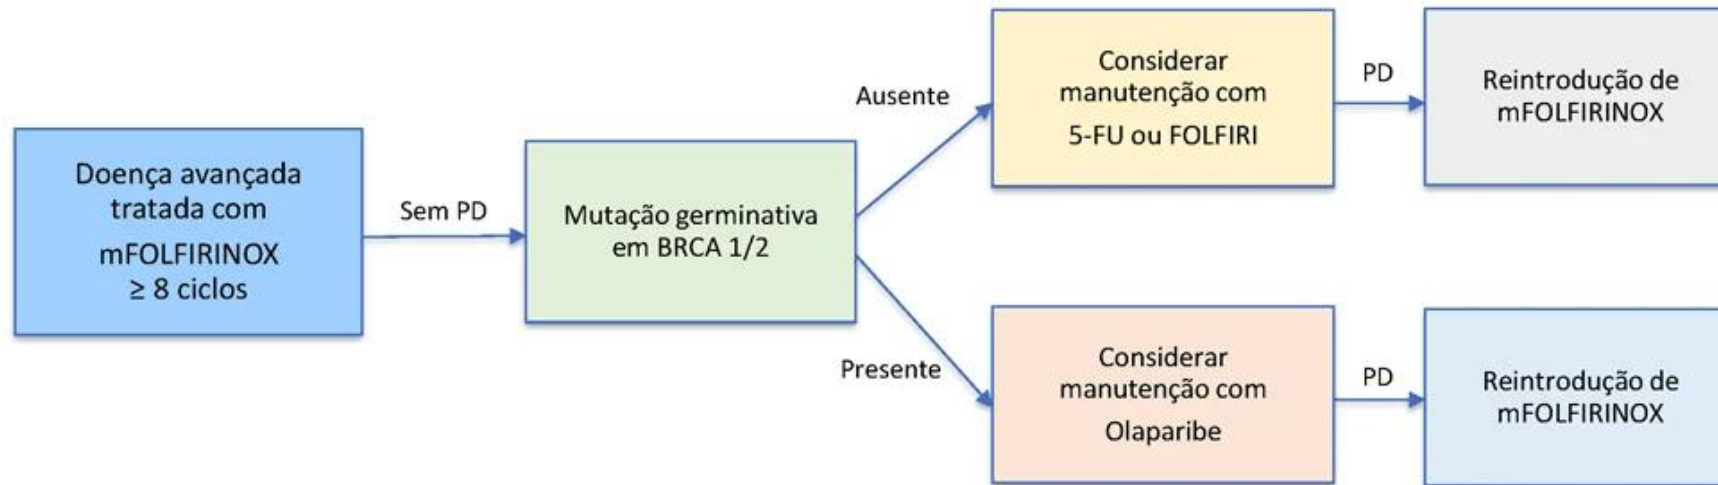 Doença avançada
tratada com
mFOLFIRINOX
≥ 8 ciclos
Sem PD
Mutação germinativa
em BRCA 1/2
Ausente
Considerar
manutenção com
5-FU ou FOLFIRI
PD
Reintrodução de
mFOLFIRINOX
Presente
Considerar
manutenção com
Olaparibe
PD
Reintrodução de
mFOLFIRINOX